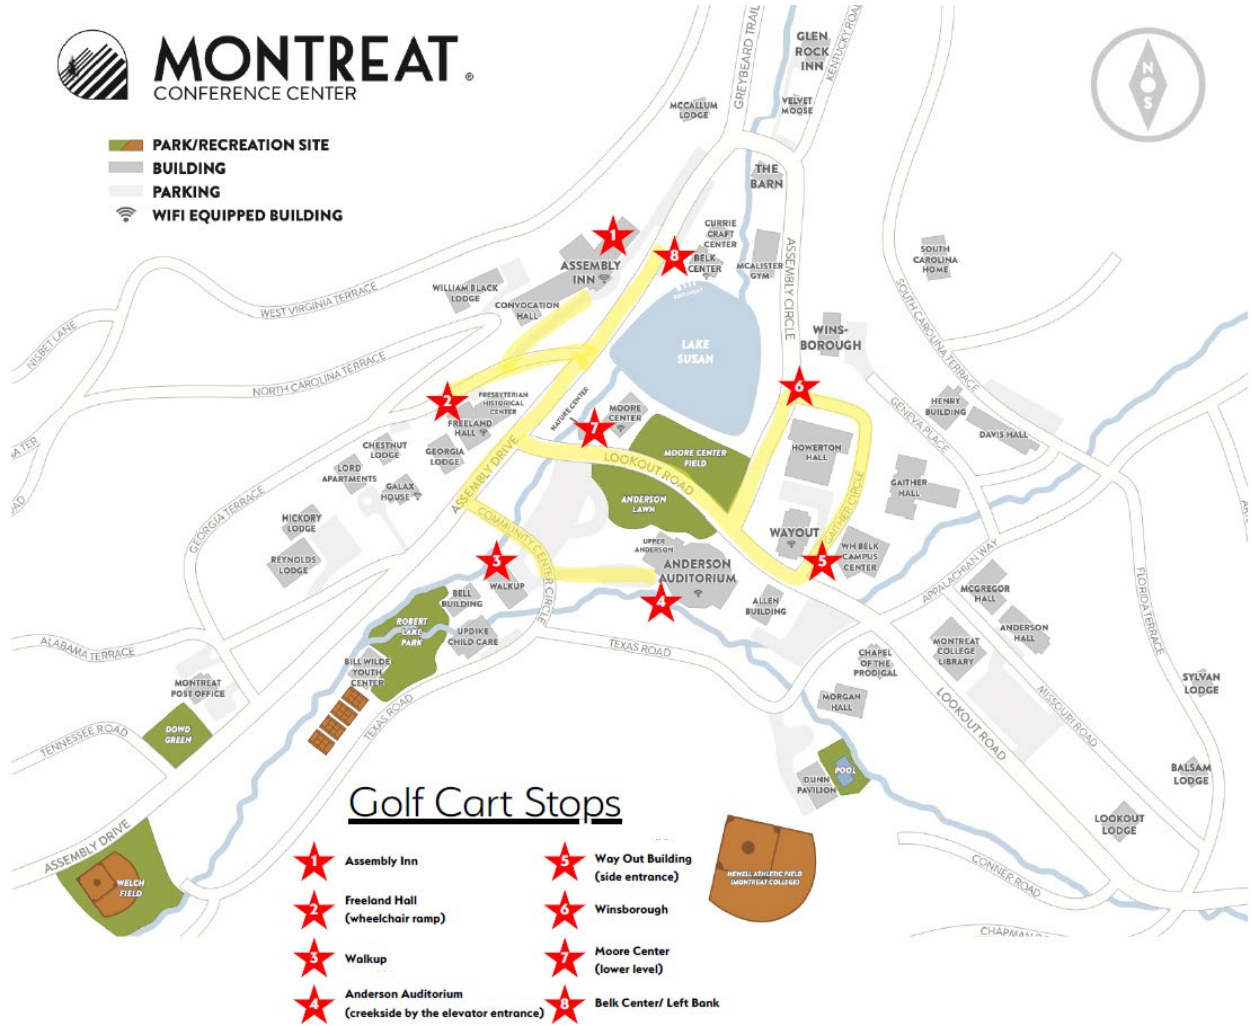 MONTREAT®
CONFERENCE CENTER
PARK/RECREATION SITE
BUILDING
PARKING
WIFI EQUIPPED BUILDING
GREYBEARD TRAIL
GLEN
ROCK
INN
KENTUCKY ROAD
N
S
MCCALLUM
LODGE
VELVET
MOOSE
THE
BARN
1
ASSEMBLY
INN
8
CURRIE
CRAFT
CENTER
BELK
CENTER
MCALISTER
GYM
ASSEMBLY CIRCLE
SOUTH
CAROLINA
HOME
SOUTH CAROLINA TERRACE
WILLIAM BLACK
LODGE
CONVOCATION
HALL
WEST VIRGINIA TERRACE
NISBET LANE
NORTH CAROLINA TERRACE
LAKE
SUSAN
WINS-
BOROUGH
6
2
PRESBYTERIAN
HISTORICAL
CENTER
FREELAND
HALL
NATURE CENTER
7
MOORE
CENTER
HENRY
BUILDING
GENEVA PLACE
DAVIS HALL
CHESTNUT
LODGE
GEORGIA
LODGE
ASSEMBLY DRIVE
LOOKOUT ROAD
MOORE CENTER
FIELD
HOWERTON
HALL
GAITHER
HALL
GAITHER CIRCLE
LORD
APARTMENTS
GALAX
HOUSE
GEORGIA TERRACE
HICKORY
LODGE
REYNOLDS
LODGE
COMMUNITY CENTER CIRCLE
ANDERSON
LAWN
WAYOUT
5
WH BELK
CAMPUS
CENTER
UPPER
ANDERSON
ANDERSON
AUDITORIUM
4
3
WALKUP
BELL
BUILDING
ALLEN
BUILDING
APPALACHIAN WAY
MCGREGOR
HALL
ANDERSON
HALL
FLORIDA TERRACE
ROBERT
LAKE
PARK
UPDIKE
CHILD CARE
TEXAS ROAD
ALABAMA TERRACE
BILL WILDE
YOUTH
CENTER
TEXAS ROAD
CHAPEL
OF THE
PRODIGAL
MONTREAT
COLLEGE
LIBRARY
MORGAN
HALL
LOOKOUT ROAD
MISSOURI ROAD
SYLVAN
LODGE
MONTREAT
POST OFFICE
DOWD
GREEN
TENNESSEE ROAD
POOL
DUNN
PAVILION
BALSAM
LODGE
LOOKOUT
LODGE
ASSEMBLY DRIVE
WELCH
FIELD
NEWELL ATHLETIC FIELD
(MONTREAT COLLEGE)
CONNER ROAD
Golf Cart Stops
1 Assembly Inn
2 Freeland Hall
(wheelchair ramp)
3 Walkup
4 Anderson Auditorium
(creekside by the elevator entrance)
5 Way Out Building
(side entrance)
6 Winsborough
7 Moore Center
(lower level)
8 Belk Center/ Left Bank